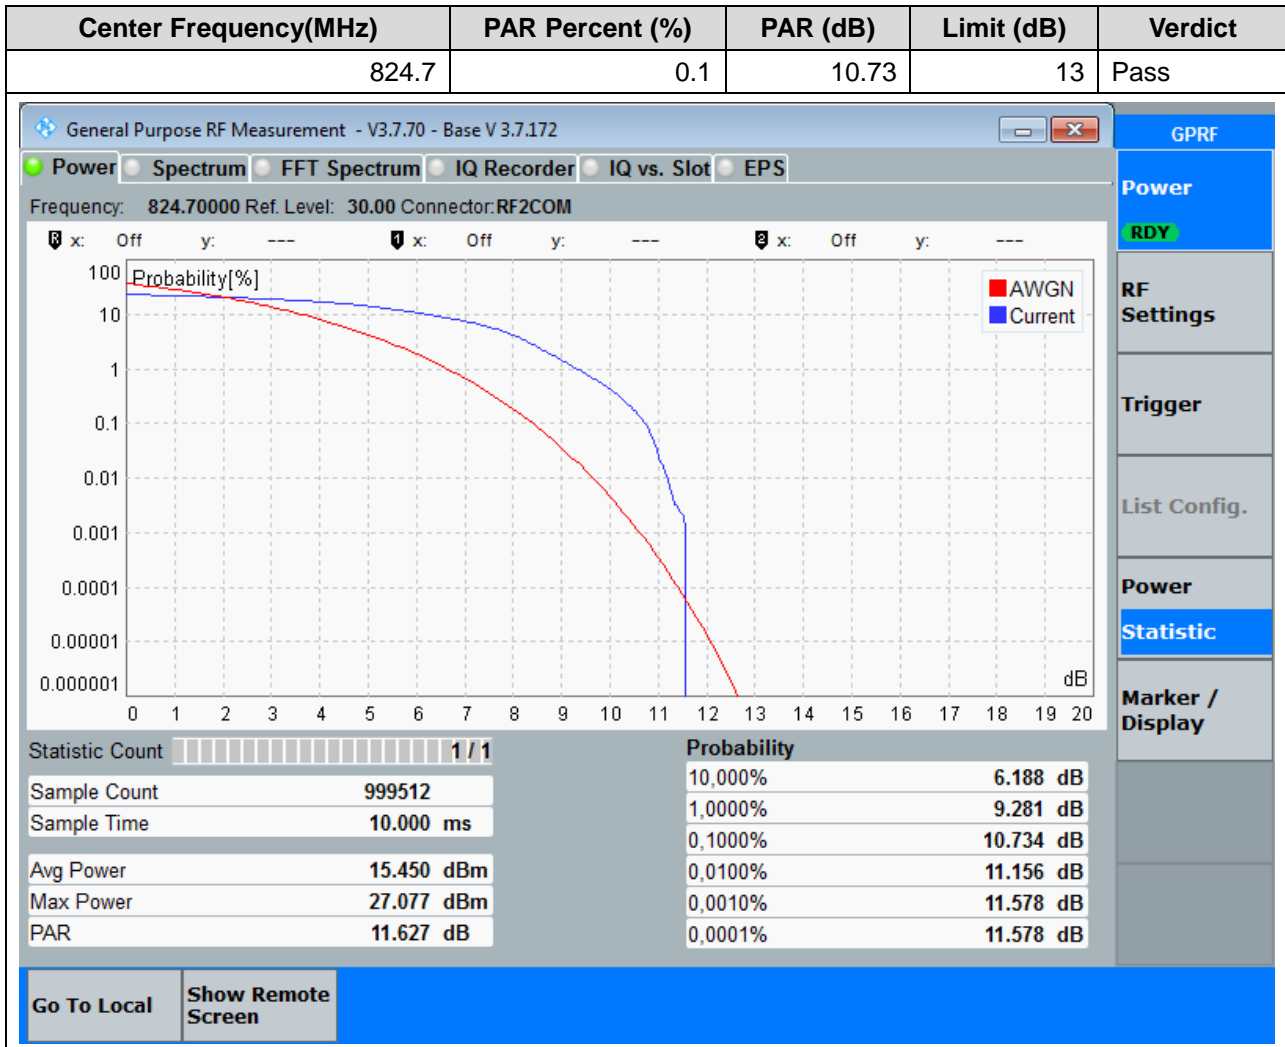 Center Frequency(MHz) PAR Percent (%) PAR (dB) Limit (dB) Verdict
824.7 0.1 10.73 13 Pass
General Purpose RF Measurement - V3.7.70 - Base V 3.7.172
GPRF
Power Spectrum FFT Spectrum IQ Recorder IQ vs. Slot EPS
Frequency: 824.70000 Ref. Level: 30.00 Connector: RF2COM
R x: Off y: --- 1 x: Off y: --- 2 x: Off y: ---
Probability[%]
AWGN
Current
100
10
1
0.1
0.01
0.001
0.0001
0.00001
0.000001
dB
0 1 2 3 4 5 6 7 8 9 10 11 12 13 14 15 16 17 18 19 20
Statistic Count 1 / 1
Sample Count 999512
Sample Time 10.000 ms
Avg Power 15.450 dBm
Max Power 27.077 dBm
PAR 11.627 dB
Probability
10,000% 6.188 dB
1,0000% 9.281 dB
0,1000% 10.734 dB
0,0100% 11.156 dB
0,0010% 11.578 dB
0,0001% 11.578 dB
Power
RDY
RF
Settings
Trigger
List Config.
Power
Statistic
Marker /
Display
Go To Local
Show Remote
Screen